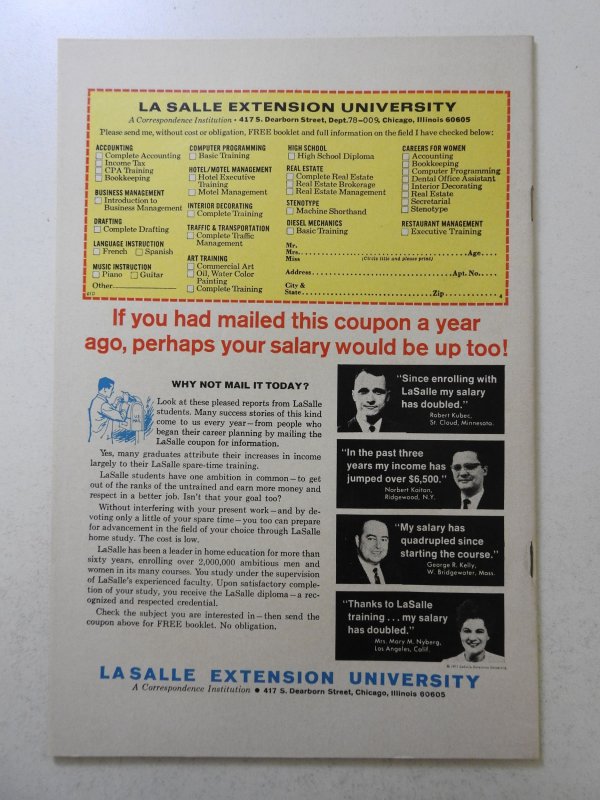 LA SALLE EXTENSION UNIVERSITY
A Correspondence Institution • 417 S. Dearborn Street, Dept.78-009, Chicago, Illinois 60605
Please send me, without cost or obligation, FREE booklet and full information on the field I have checked below:
ACCOUNTING
Complete Accounting
Income Tax
CPA Training
Bookkeeping
BUSINESS MANAGEMENT
Introduction to
Business Management
DRAFTING
Complete Drafting
LANGUAGE INSTRUCTION
French Spanish
MUSIC INSTRUCTION
Piano Guitar
Other
COMPUTER PROGRAMMING
Basic Training
HOTEL/MOTEL MANAGEMENT
Hotel Executive
Training
Motel Management
INTERIOR DECORATING
Complete Training
TRAFFIC & TRANSPORTATION
Complete Traffic
Management
ART TRAINING
Commercial Art
Oil, Water Color
Painting
Complete Training
HIGH SCHOOL
High School Diploma
REAL ESTATE
Complete Real Estate
Real Estate Brokerage
Real Estate Management
STENOTYPE
Machine Shorthand
DIESEL MECHANICS
Basic Training
CAREERS FOR WOMEN
Accounting
Bookkeeping
Computer Programming
Dental Office Assistant
Interior Decorating
Real Estate
Secretarial
Stenotype
RESTAURANT MANAGEMENT
Executive Training
Mr.
Mrs. Age
Miss (Circle title and please print)
Address Apt. No.
City &
State Zip
4
If you had mailed this coupon a year
ago, perhaps your salary would be up too!
WHY NOT MAIL IT TODAY?
Look at these pleased reports from LaSalle
students. Many success stories of this kind
come to us every year—from people who
began their career planning by mailing the
LaSalle coupon for information.
Yes, many graduates attribute their increases in income
largely to their LaSalle spare-time training.
LaSalle students have one ambition in common—to get
out of the ranks of the untrained and earn more money and
respect in a better job. Isn't that your goal too?
Without interfering with your present work—and by de-
voting only a little of your spare time—you too can prepare
for advancement in the field of your choice through LaSalle
home study. The cost is low.
LaSalle has been a leader in home education for more than
sixty years, enrolling over 2,000,000 ambitious men and
women in its many courses. You study under the supervision
of LaSalle's experienced faculty. Upon satisfactory comple-
tion of your study, you receive the LaSalle diploma—a rec-
ognized and respected credential.
Check the subject you are interested in—then send the
coupon above for FREE booklet. No obligation.
U.S.
MAIL
"Since enrolling with
LaSalle my salary
has doubled."
Robert Kubec,
St. Cloud, Minnesota.
"In the past three
years my income has
jumped over $6,500."
Norbert Kaitan,
Ridgewood, N.Y.
"My salary has
quadrupled since
starting the course."
George R. Kelly,
W. Bridgewater, Mass.
"Thanks to LaSalle
training . . . my salary
has doubled."
Mrs. Mary M. Nyberg,
Los Angeles, Calif.
© 1971 LaSalle Extension University
LA SALLE EXTENSION UNIVERSITY
A Correspondence Institution • 417 S. Dearborn Street, Chicago, Illinois 60605